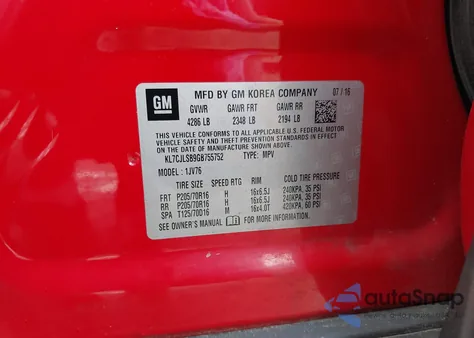 GM
MFD BY GM KOREA COMPANY 07 / 16
GVWR GAWR FRT GAWR RR
4286 LB 2348 LB 2194 LB
THIS VEHICLE CONFORMS TO ALL APPLICABLE U.S. FEDERAL MOTOR
VEHICLE SAFETY, BUMPER, AND THEFT PREVENTION STANDARDS
IN EFFECT ON THE DATE OF MANUFACTURE SHOWN ABOVE.
KL7CJLSB9GB755752 TYPE: MPV
MODEL : 1JV76
TIRE SIZE SPEED RTG RIM COLD TIRE PRESSURE
FRT P205/70R16 H 16x6.5J 240KPA, 35 PSI
RR P205/70R16 H 16x6.5J 240KPA, 35 PSI
SPA T125/70D16 M 16x4.0T 420KPA, 60 PSI
SEE OWNER'S MANUAL FOR MORE INFORMATION.
autoSnap